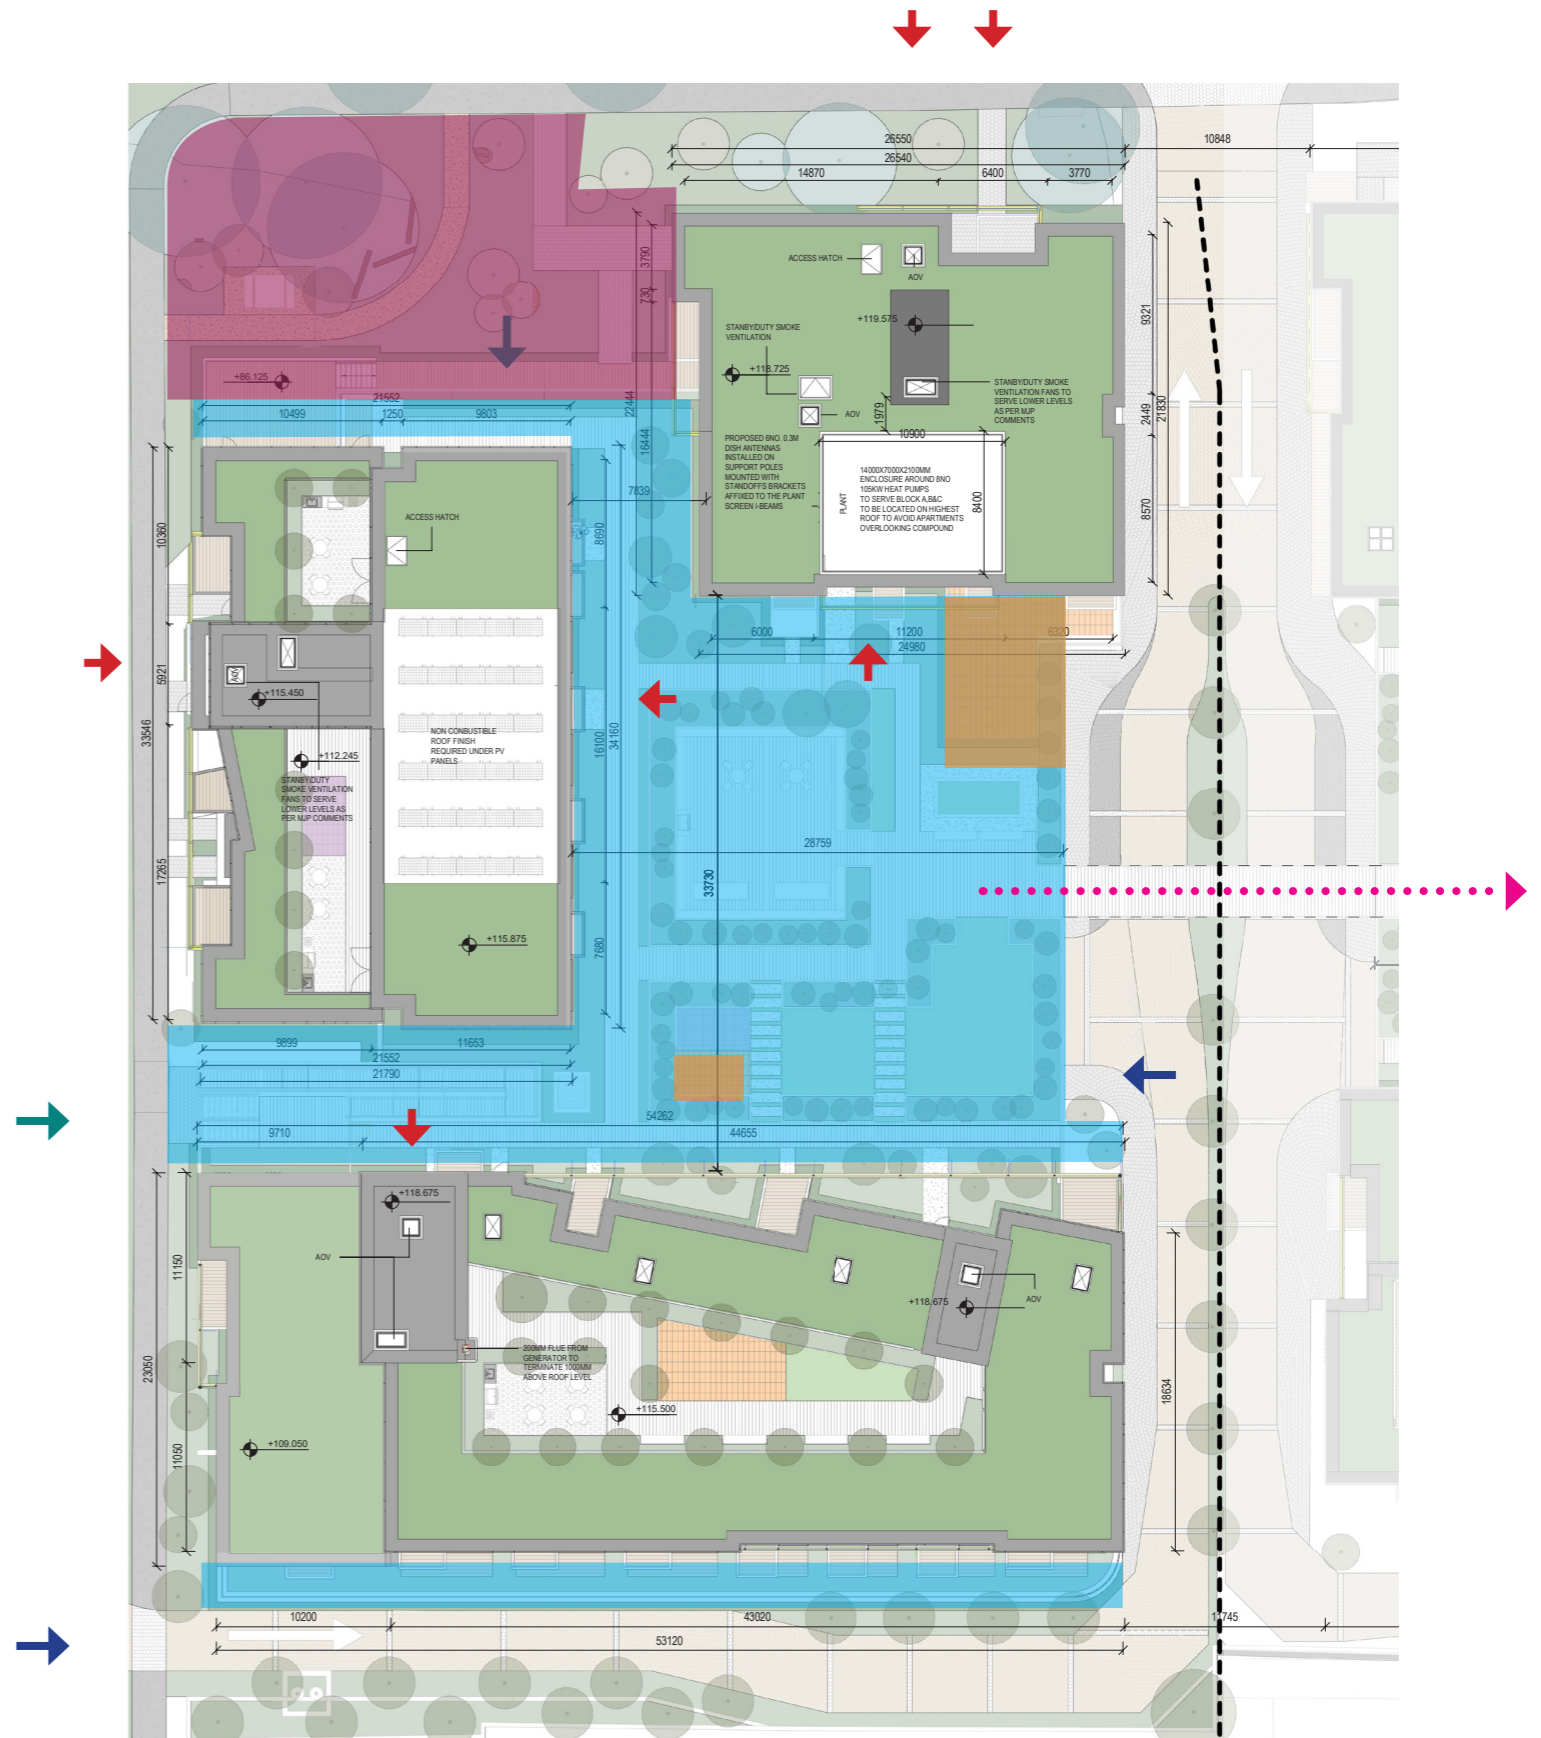 26550
10848
26540
14870
6400
3770
3790
730
ACCESS HATCH
AOV
+119.575
STANBY/DUTY SMOKE
VENTILATION
+118.725
STANBY/DUTY SMOKE
VENTILATION FANS TO
SERVE LOWER LEVELS
AS PER MJP
COMMENTS
AOV
1979
9321
2449
21830
8570
+86.125
21552
10499
1250
9803
22444
16444
10900
PROPOSED 6NO. 0.3M
DISH ANTENNAS
INSTALLED ON
SUPPORT POLES
MOUNTED WITH
STANDOFFS BRACKETS
AFFIXED TO THE PLANT
SCREEN I-BEAMS
PLANT
14000X7000X2100MM
ENCLOSURE AROUND 8NO
105KW HEAT PUMPS
TO SERVE BLOCK A,B&C
TO BE LOCATED ON HIGHEST
ROOF TO AVOID APARTMENTS
OVERLOOKING COMPOUND
8400
7839
10360
ACCESS HATCH
8690
6000
11200
6320
24980
5921
33546
AOV
+115.450
+112.245
STANBY/DUTY
SMOKE VENTILATION
FANS TO SERVE
LOWER LEVELS AS
PER MJP COMMENTS
NON CONBUSTIBLE
ROOF FINISH
REQUIRED UNDER PV
PANELS
16100
34160
28759
33730
17265
+115.875
7680
9899
11653
21552
21790
54262
9710
44655
+118.675
AOV
11150
23050
11050
+118.675
AOV
200MM FLUE FROM
GENERATOR TO
TERMINATE 1000MM
ABOVE ROOF LEVEL
+115.500
+109.050
18634
10200
43020
11745
53120